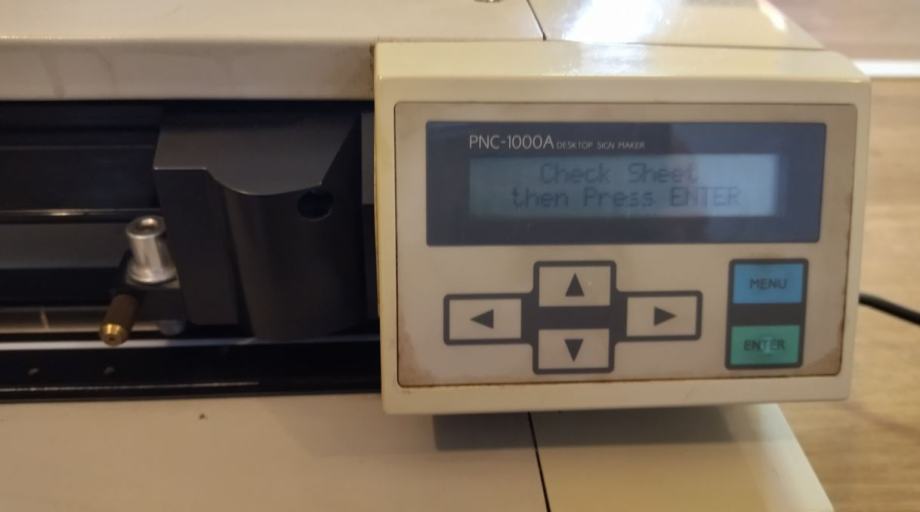 PNC-1000A DESKTOP SIGN MAKER
Check Sheet
then Press ENTER
MENU
ENTER